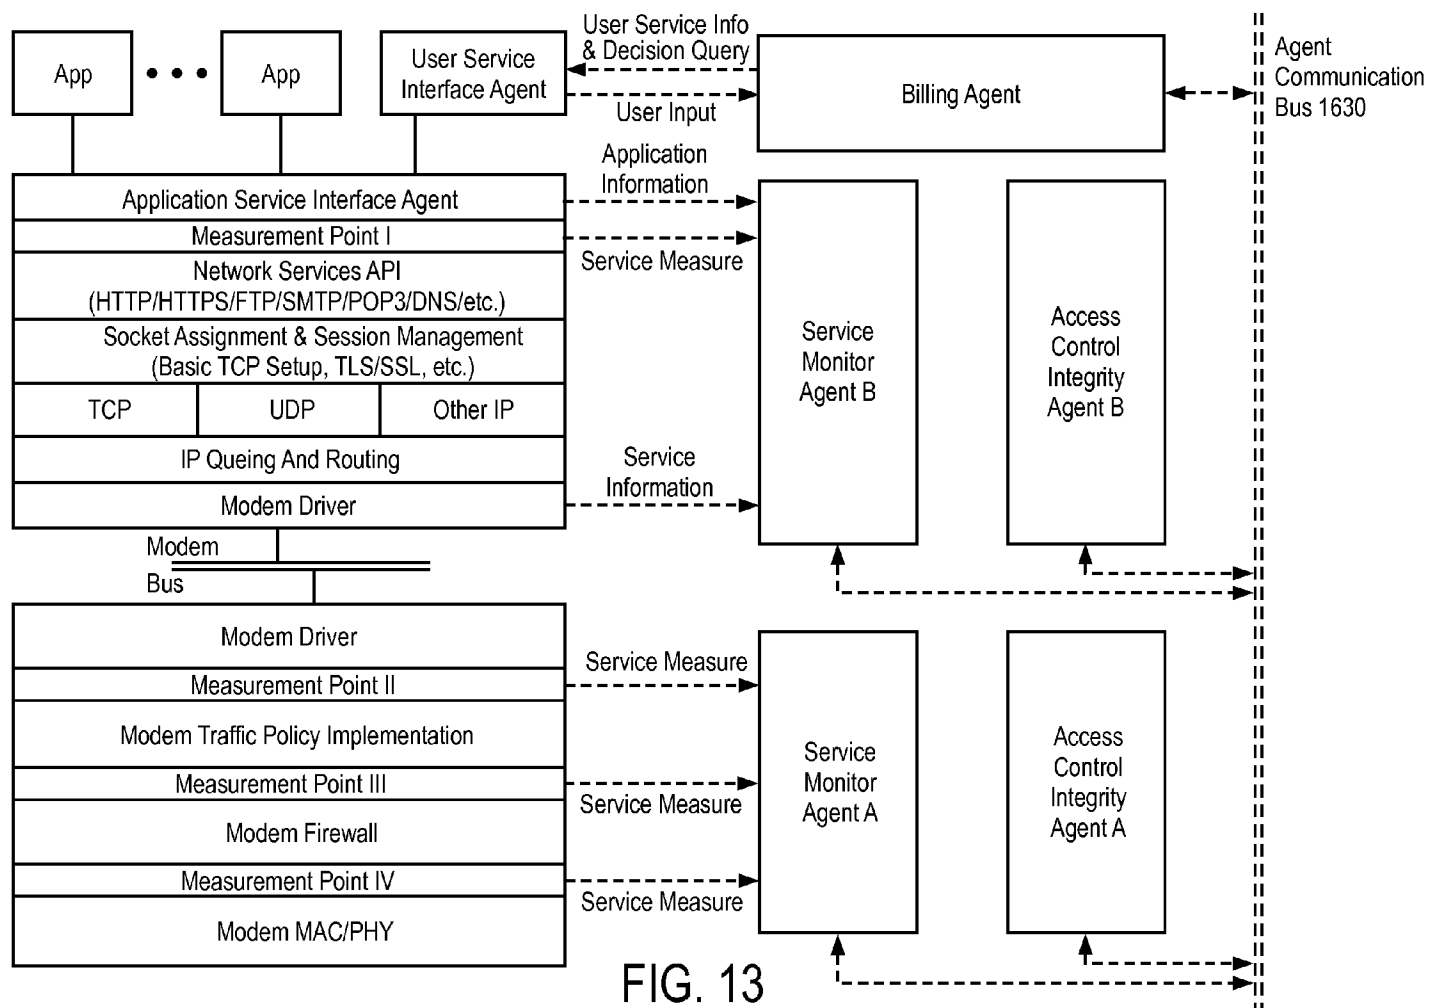 App
App
User Service
Interface Agent
User Service Info
& Decision Query
User Input
Billing Agent
Agent
Communication
Bus 1630
Application
Information
Application Service Interface Agent
Measurement Point I
Service Measure
Network Services API
(HTTP/HTTPS/FTP/SMTP/POP3/DNS/etc.)
Socket Assignment & Session Management
(Basic TCP Setup, TLS/SSL, etc.)
TCP
UDP
Other IP
IP Queing And Routing
Modem Driver
Service
Information
Service
Monitor
Agent B
Access
Control
Integrity
Agent B
Modem
Bus
Modem Driver
Measurement Point II
Modem Traffic Policy Implementation
Measurement Point III
Modem Firewall
Measurement Point IV
Modem MAC/PHY
Service Measure
Service Measure
Service Measure
Service
Monitor
Agent A
Access
Control
Integrity
Agent A
FIG. 13